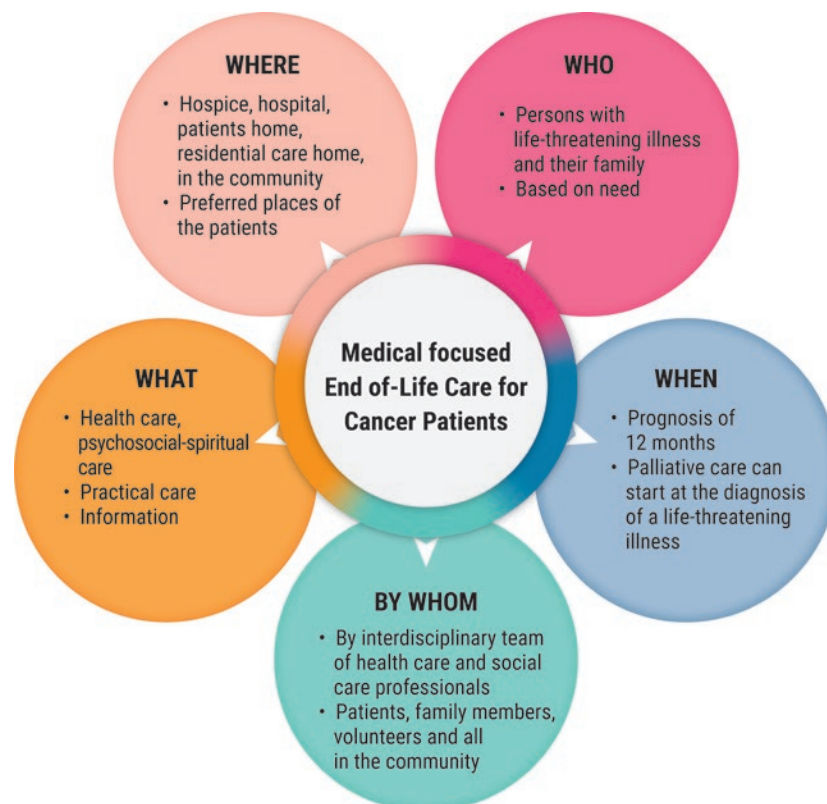 WHERE
• Hospice, hospital,
patients home,
residential care home,
in the community
• Preferred places of
the patients
WHO
• Persons with
life-threatening illness
and their family
• Based on need
Medical focused
End of-Life Care for
Cancer Patients
WHAT
• Health care,
psychosocial-spiritual
care
• Practical care
• Information
WHEN
• Prognosis of
12 months
• Palliative care can
start at the diagnosis
of a life-threatening
illness
BY WHOM
• By interdisciplinary team
of health care and social
care professionals
• Patients, family members,
volunteers and all
in the community